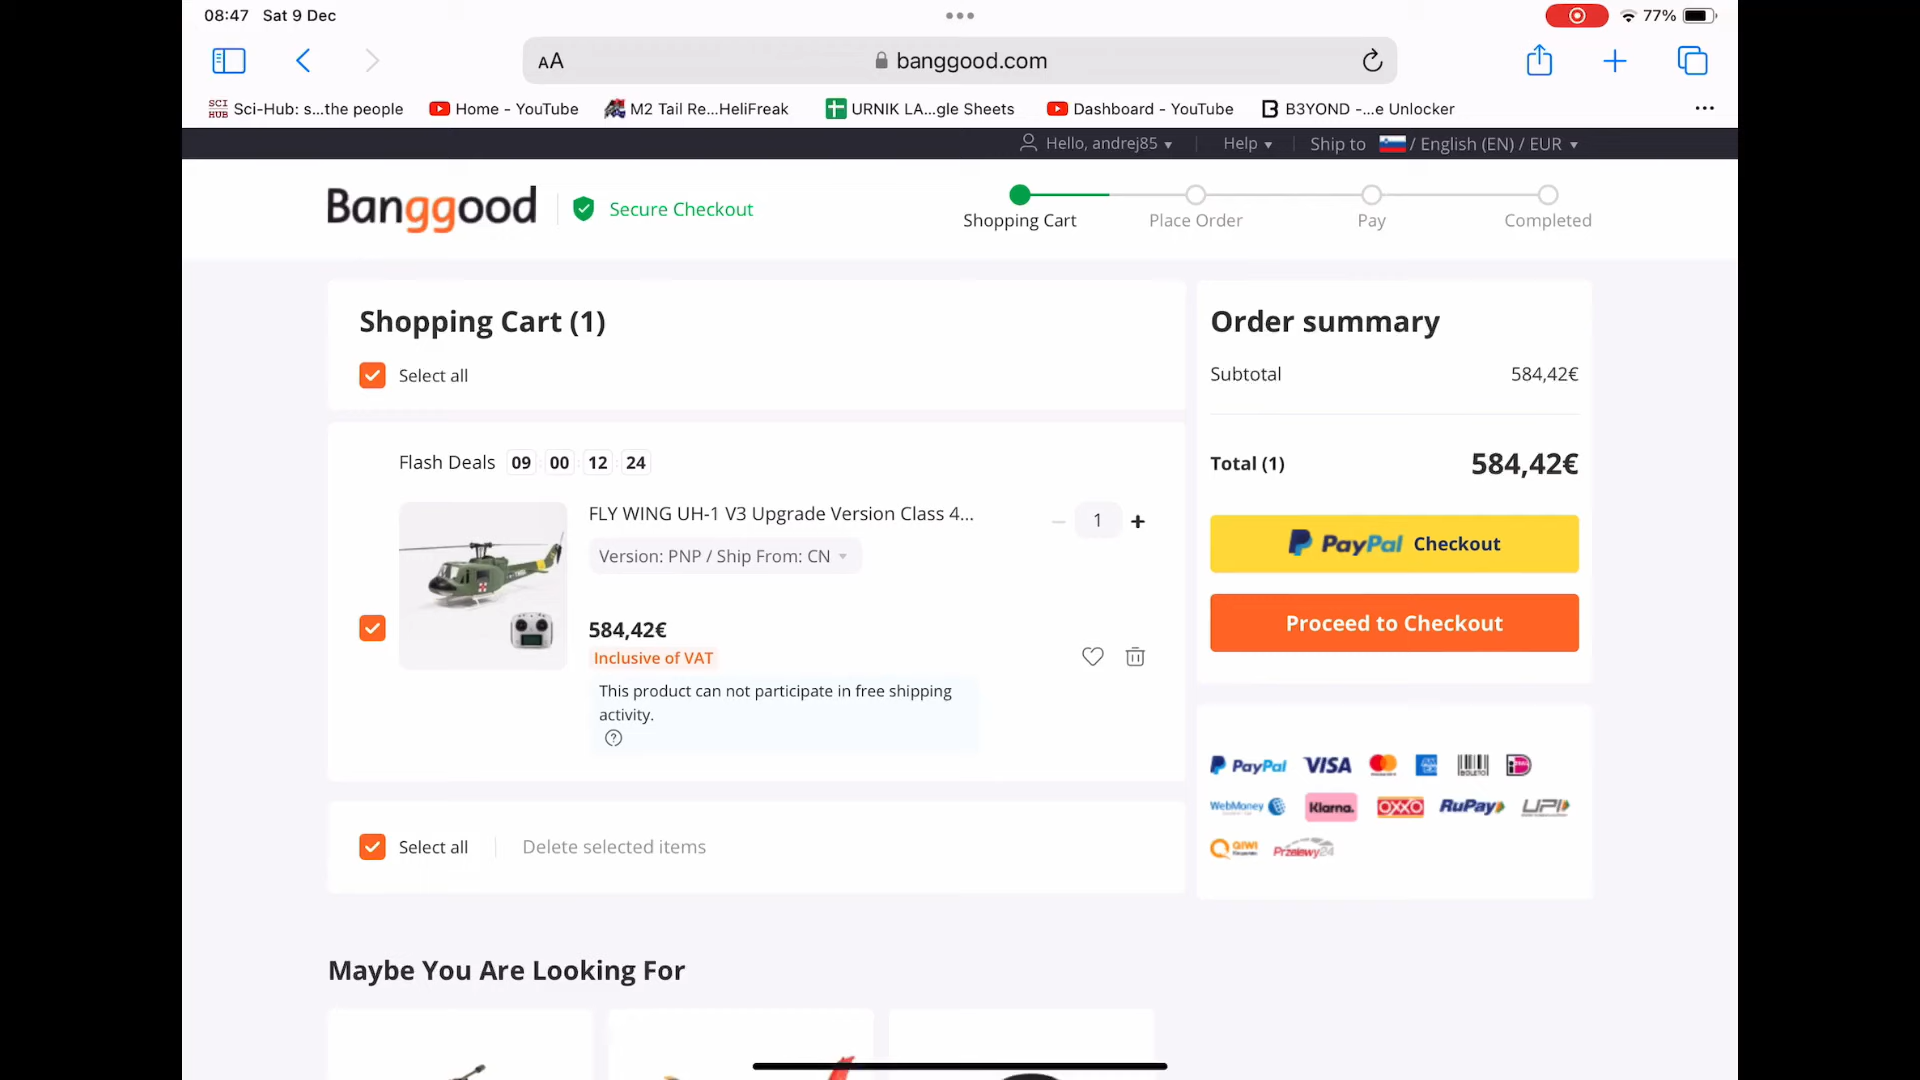 08:47 Sat 9 Dec
77%
AA
banggood.com
SCI HUB Sci-Hub: s...the people
Home - YouTube
M2 Tail Re...HeliFreak
URNIK LA...gle Sheets
Dashboard - YouTube
B3YOND -...e Unlocker
Hello, andrej85
Help
Ship to / English (EN) / EUR
Banggood
Secure Checkout
Shopping Cart
Place Order
Pay
Completed
Shopping Cart (1)
Select all
Flash Deals 09 : 00 : 12 : 24
FLY WING UH-1 V3 Upgrade Version Class 4...
1
Version: PNP / Ship From: CN
584,42€
Inclusive of VAT
This product can not participate in free shipping
activity.
Select all
Delete selected items
Order summary
Subtotal 584,42€
Total (1) 584,42€
PayPal Checkout
Proceed to Checkout
PayPal VISA BOLETO iD
WebMoney Klarna. OXXO RuPay UPI
QIWI Przelewy24
Maybe You Are Looking For